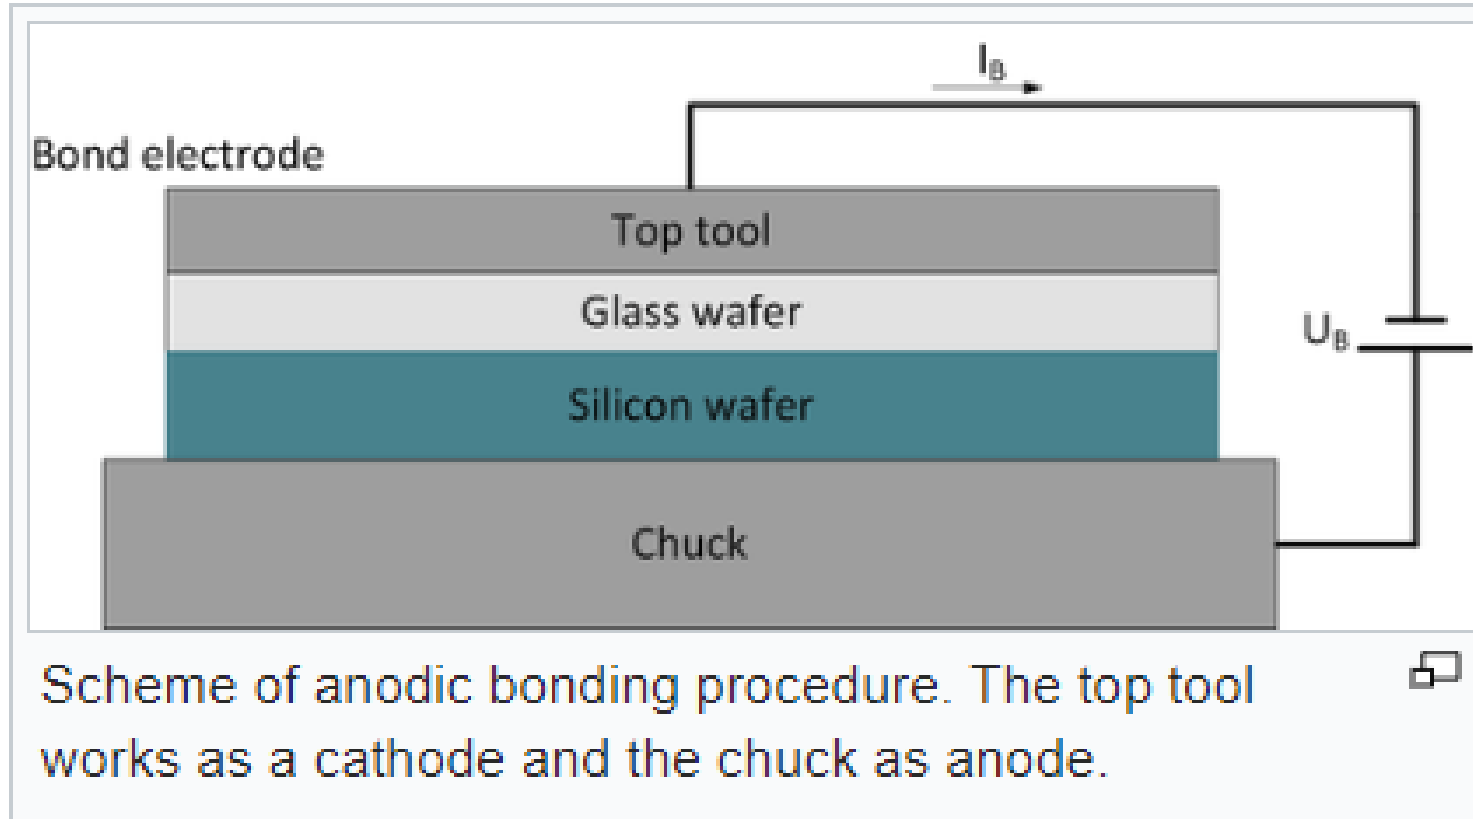 I_B
Bond electrode
Top tool
Glass wafer
U_B
Silicon wafer
Chuck
Scheme of anodic bonding procedure. The top tool
works as a cathode and the chuck as anode.